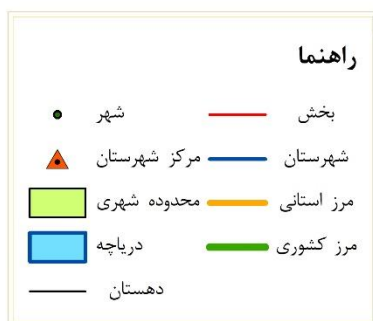 راهنما
بخش
شهر
شهرستان
مرکز شهرستان
مرز استانی
محدوده شهری
مرز کشوری
دریاچه
دهستان